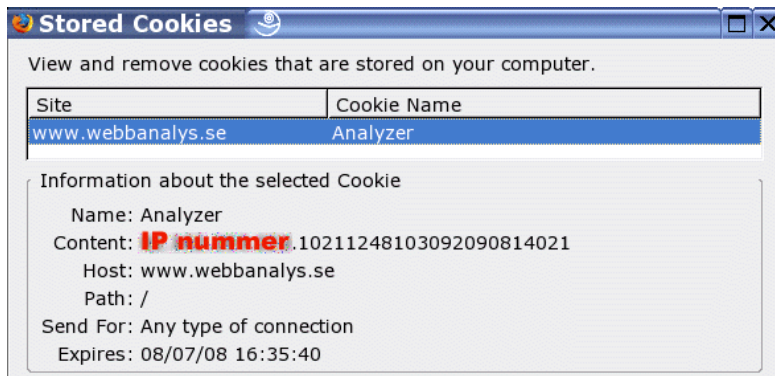 Stored Cookies
View and remove cookies that are stored on your computer.
Site Cookie Name
www.webbanalys.se Analyzer
Information about the selected Cookie
Name: Analyzer
Content: IP nummer.10211248103092090814021
Host: www.webbanalys.se
Path: /
Send For: Any type of connection
Expires: 08/07/08 16:35:40